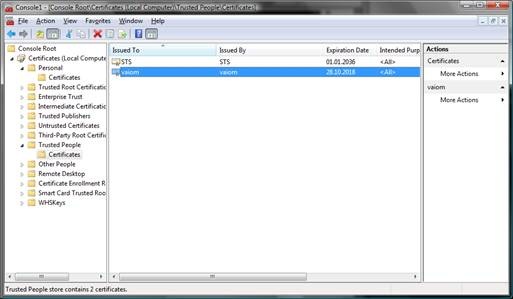 Console1 - [Console Root\Certificates (Local Computer)\Trusted People\Certificates]
File Action View Favorites Window Help
Console Root
Certificates (Local Compute
Personal
Certificates
Trusted Root Certificatio
Enterprise Trust
Intermediate Certification
Trusted Publishers
Untrusted Certificates
Third-Party Root Certific
Trusted People
Certificates
Other People
Remote Desktop
Certificate Enrollment R
Smart Card Trusted Root
WHSKeys
Issued To Issued By Expiration Date Intended Purp
STS STS 01.01.2036 <All>
vaiom vaiom 28.10.2018 <All>
Actions
Certificates
More Actions
vaiom
More Actions
Trusted People store contains 2 certificates.